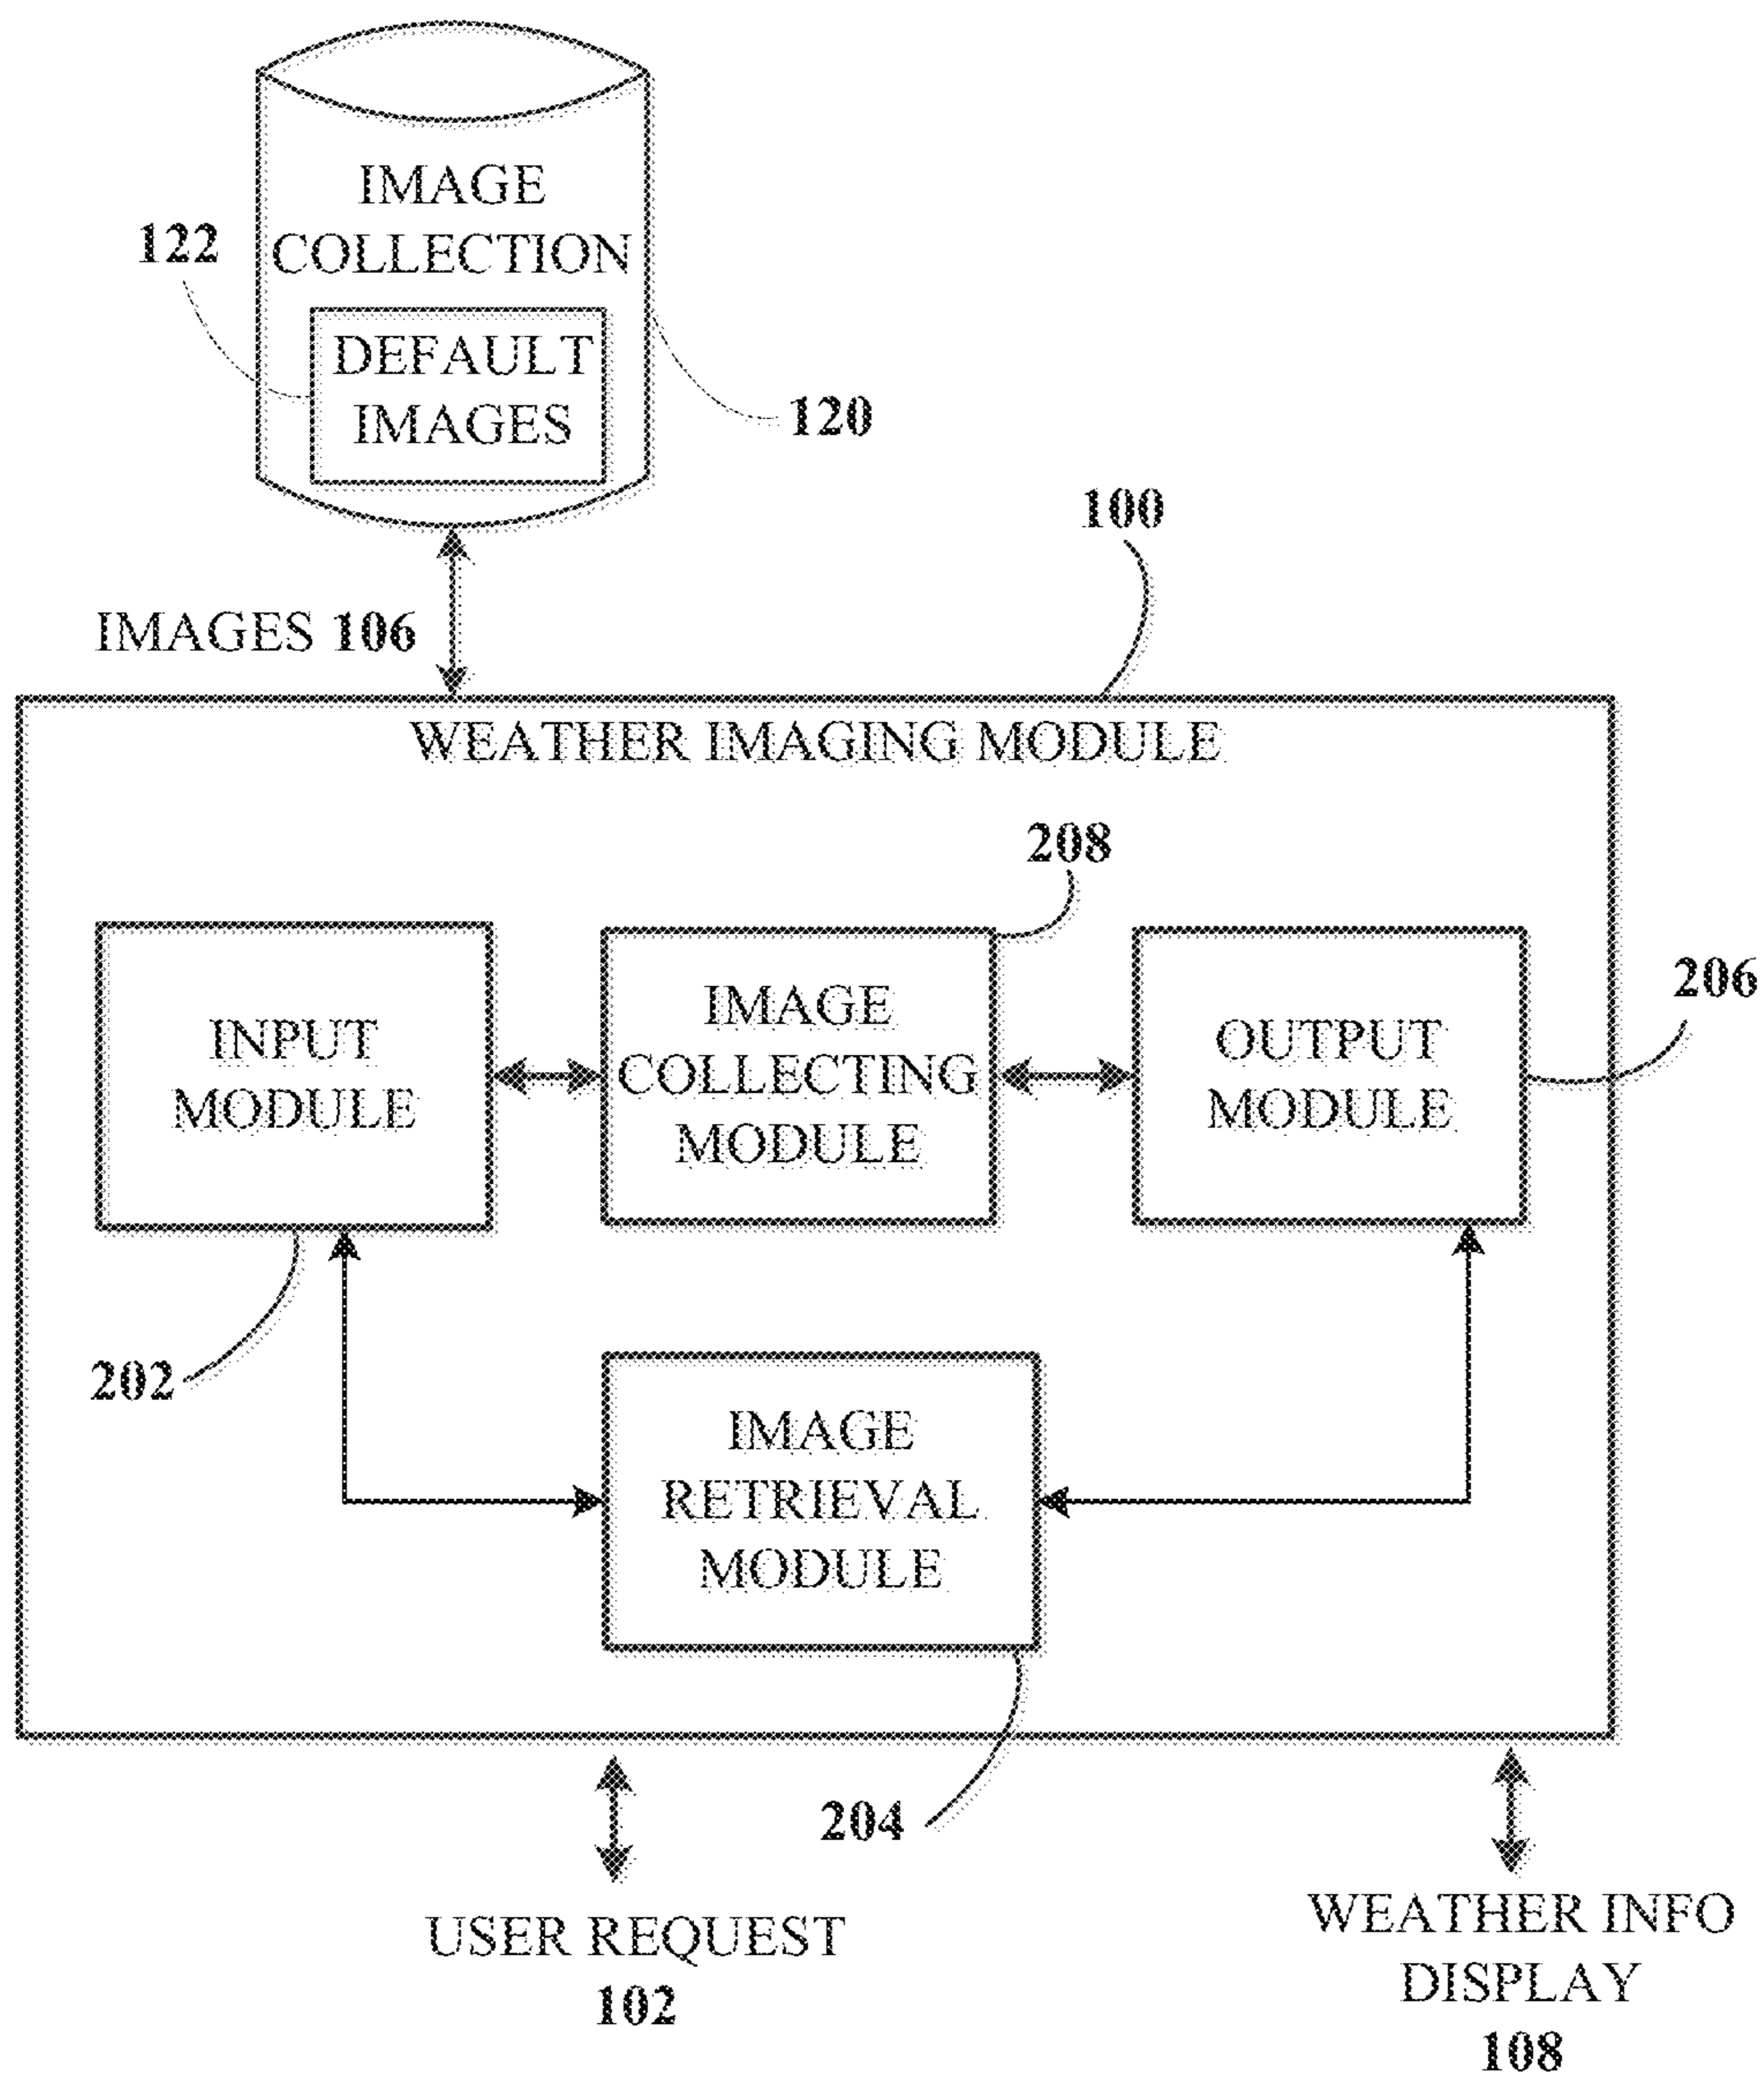 IMAGE
COLLECTION
122
DEFAULT
IMAGES
120
100
IMAGES 106
WEATHER IMAGING MODULE
208
206
INPUT
MODULE
IMAGE
COLLECTING
MODULE
OUTPUT
MODULE
202
IMAGE
RETRIEVAL
MODULE
204
USER REQUEST
102
WEATHER INFO
DISPLAY
108